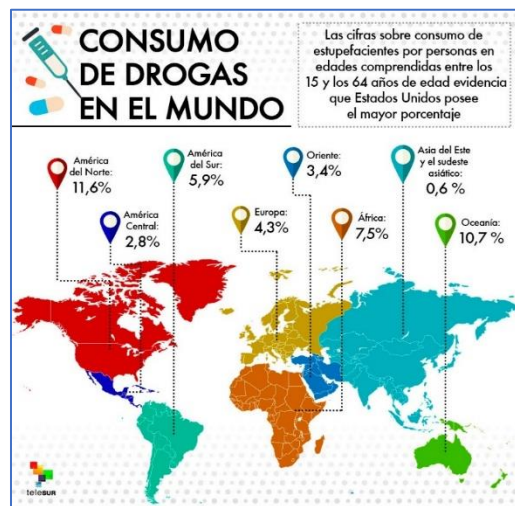 CONSUMO
DE DROGAS
EN EL MUNDO
Las cifras sobre consumo de
estupefacientes por personas en
edades comprendidas entre los
15 y los 64 años de edad evidencia
que Estados Unidos posee
el mayor porcentaje
América
del Norte:
11,6%
América
Central:
2,8%
América
del Sur:
5,9%
Europa:
4,3%
Oriente:
3,4%
África:
7,5%
Asia del Este
y el sudeste
asiático:
0,6 %
Oceanía:
10,7 %
teleSUR